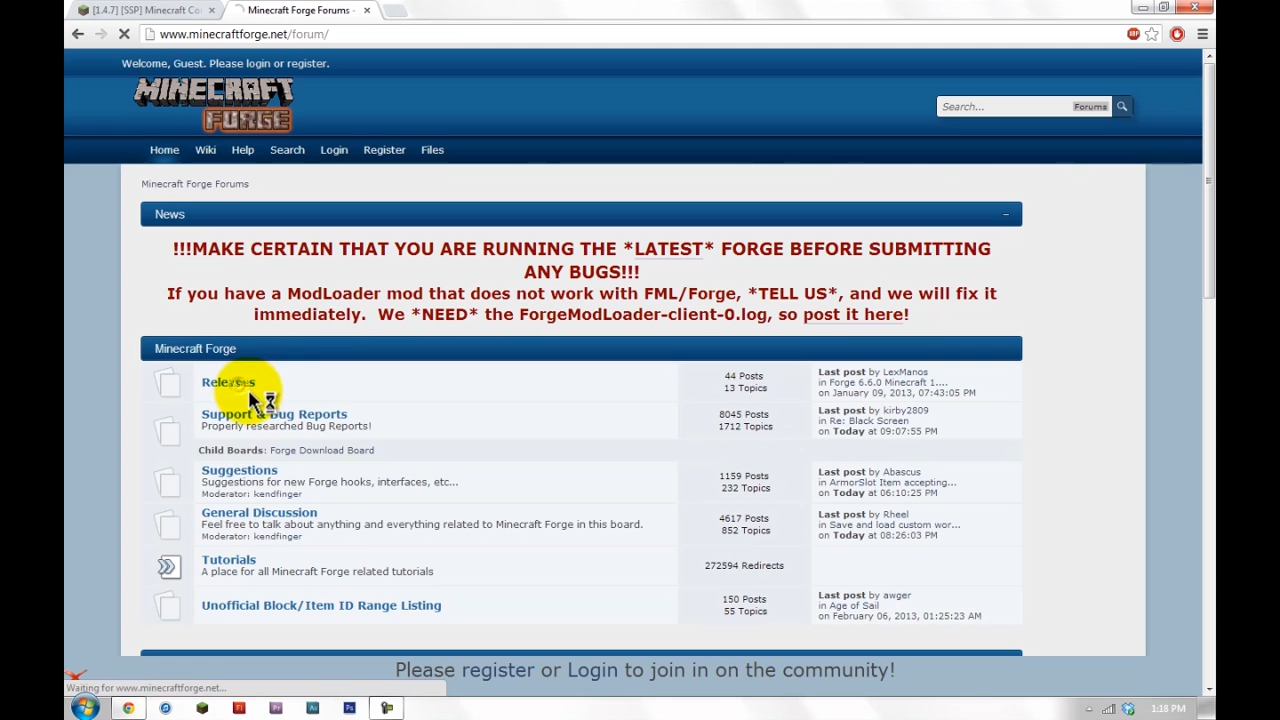 [1.4.7] [SSP] Minecraft Co
Minecraft Forge Forums -
www.minecraftforge.net/forum/
Welcome, Guest. Please login or register.
MINECRAFT
FORGE
Search...
Forums
Home
Wiki
Help
Search
Login
Register
Files
Minecraft Forge Forums
News
!!!MAKE CERTAIN THAT YOU ARE RUNNING THE *LATEST* FORGE BEFORE SUBMITTING
ANY BUGS!!!
If you have a ModLoader mod that does not work with FML/Forge, *TELL US*, and we will fix it
immediately. We *NEED* the ForgeModLoader-client-0.log, so post it here!
Minecraft Forge
Releases
44 Posts
13 Topics
Last post by LexManos
in Forge 6.6.0 Minecraft 1....
on January 09, 2013, 07:43:05 PM
Support & Bug Reports
Properly researched Bug Reports!
8045 Posts
1712 Topics
Last post by kirby2809
in Re: Black Screen
on Today at 09:07:55 PM
Child Boards: Forge Download Board
Suggestions
Suggestions for new Forge hooks, interfaces, etc...
Moderator: kendfinger
1159 Posts
232 Topics
Last post by Abascus
in ArmorSlot Item accepting...
on Today at 06:10:25 PM
General Discussion
Feel free to talk about anything and everything related to Minecraft Forge in this board.
Moderator: kendfinger
4617 Posts
852 Topics
Last post by Rheel
in Save and load custom wor...
on Today at 08:26:03 PM
Tutorials
A place for all Minecraft Forge related tutorials
272594 Redirects
Unofficial Block/Item ID Range Listing
150 Posts
55 Topics
Last post by awger
in Age of Sail
on February 06, 2013, 01:25:23 AM
Please register or Login to join in on the community!
Waiting for www.minecraftforge.net...
1:18 PM